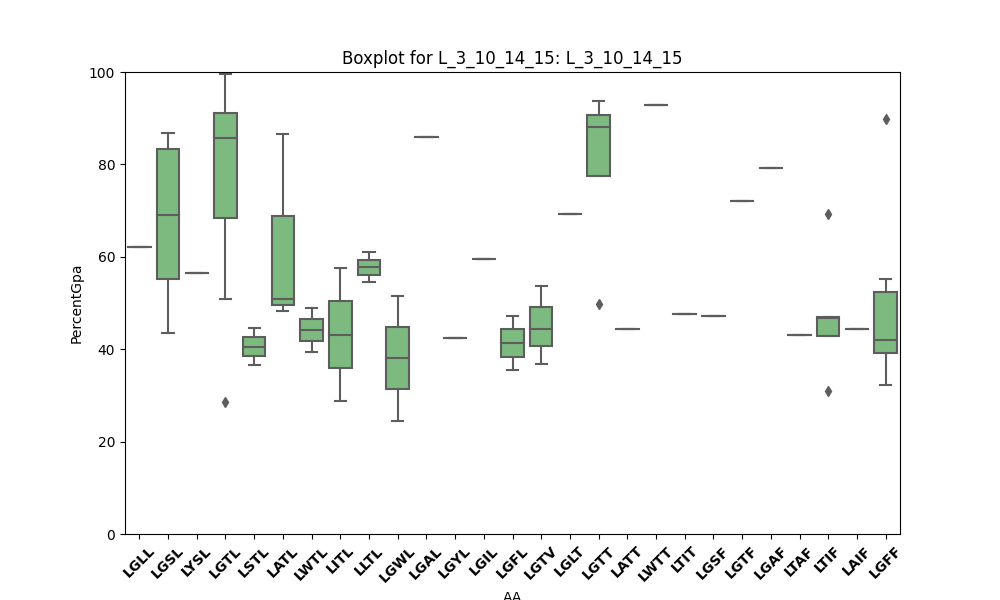 Boxplot for L_3_10_14_15: L_3_10_14_15
PercentGpa
100
80
60
40
20
0
LGLL LGSL LYSL LGTL LSTL LATL LWTL LITL LLTL LGWL LGAL LGYL LGIL LGFL LGTV LGLT LGTT LATT LWTT LTIT LGSF LGTF LGAF LTAF LTIF LAIF LGFF
AA